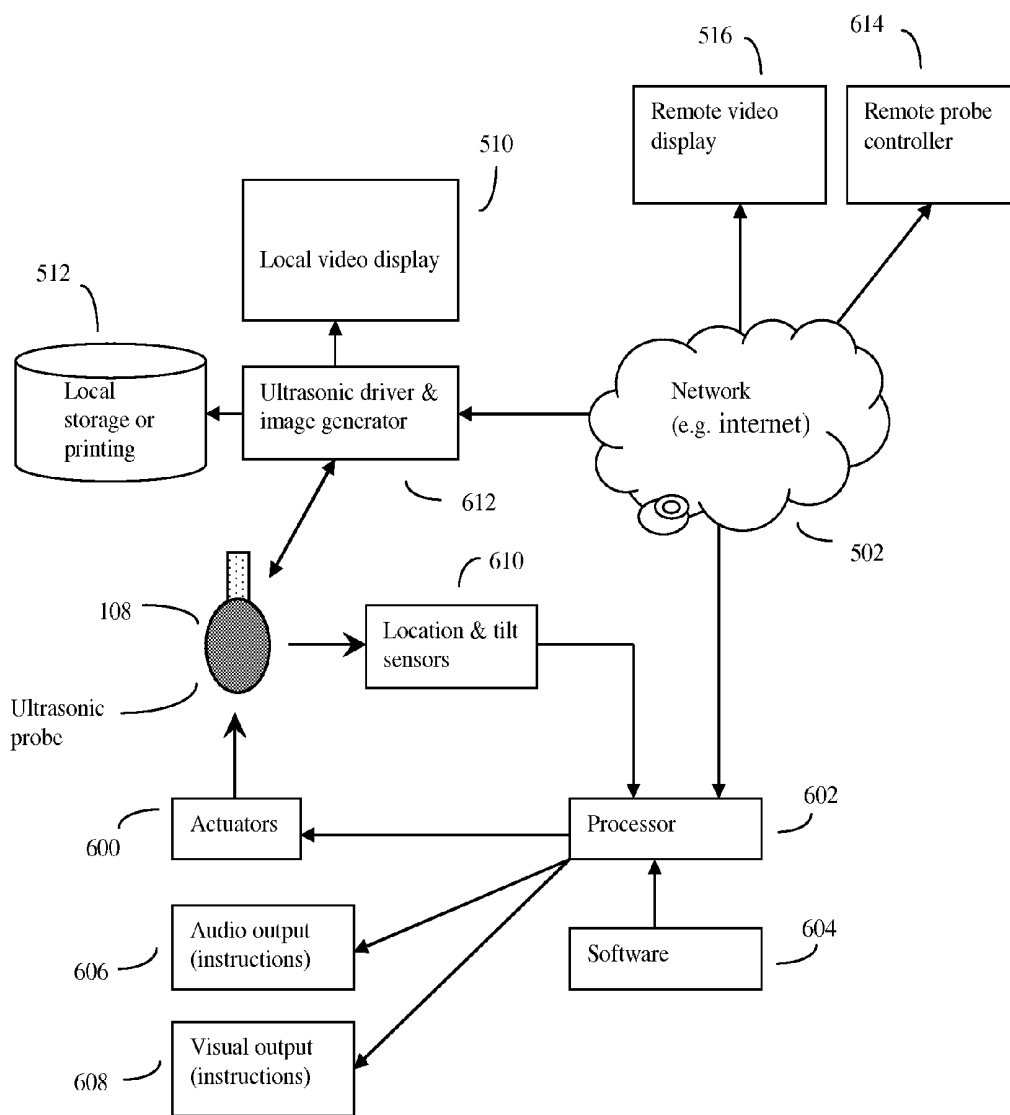 516
614
Remote video
display
Remote probe
controller
510
Local video display
512
Local
storage or
printing
Ultrasonic driver &
image generator
Network
(e.g. internet)
612
502
610
108
Location & tilt
sensors
Ultrasonic
probe
602
Actuators
Processor
600
Audio output
(instructions)
604
Software
606
Visual output
(instructions)
608